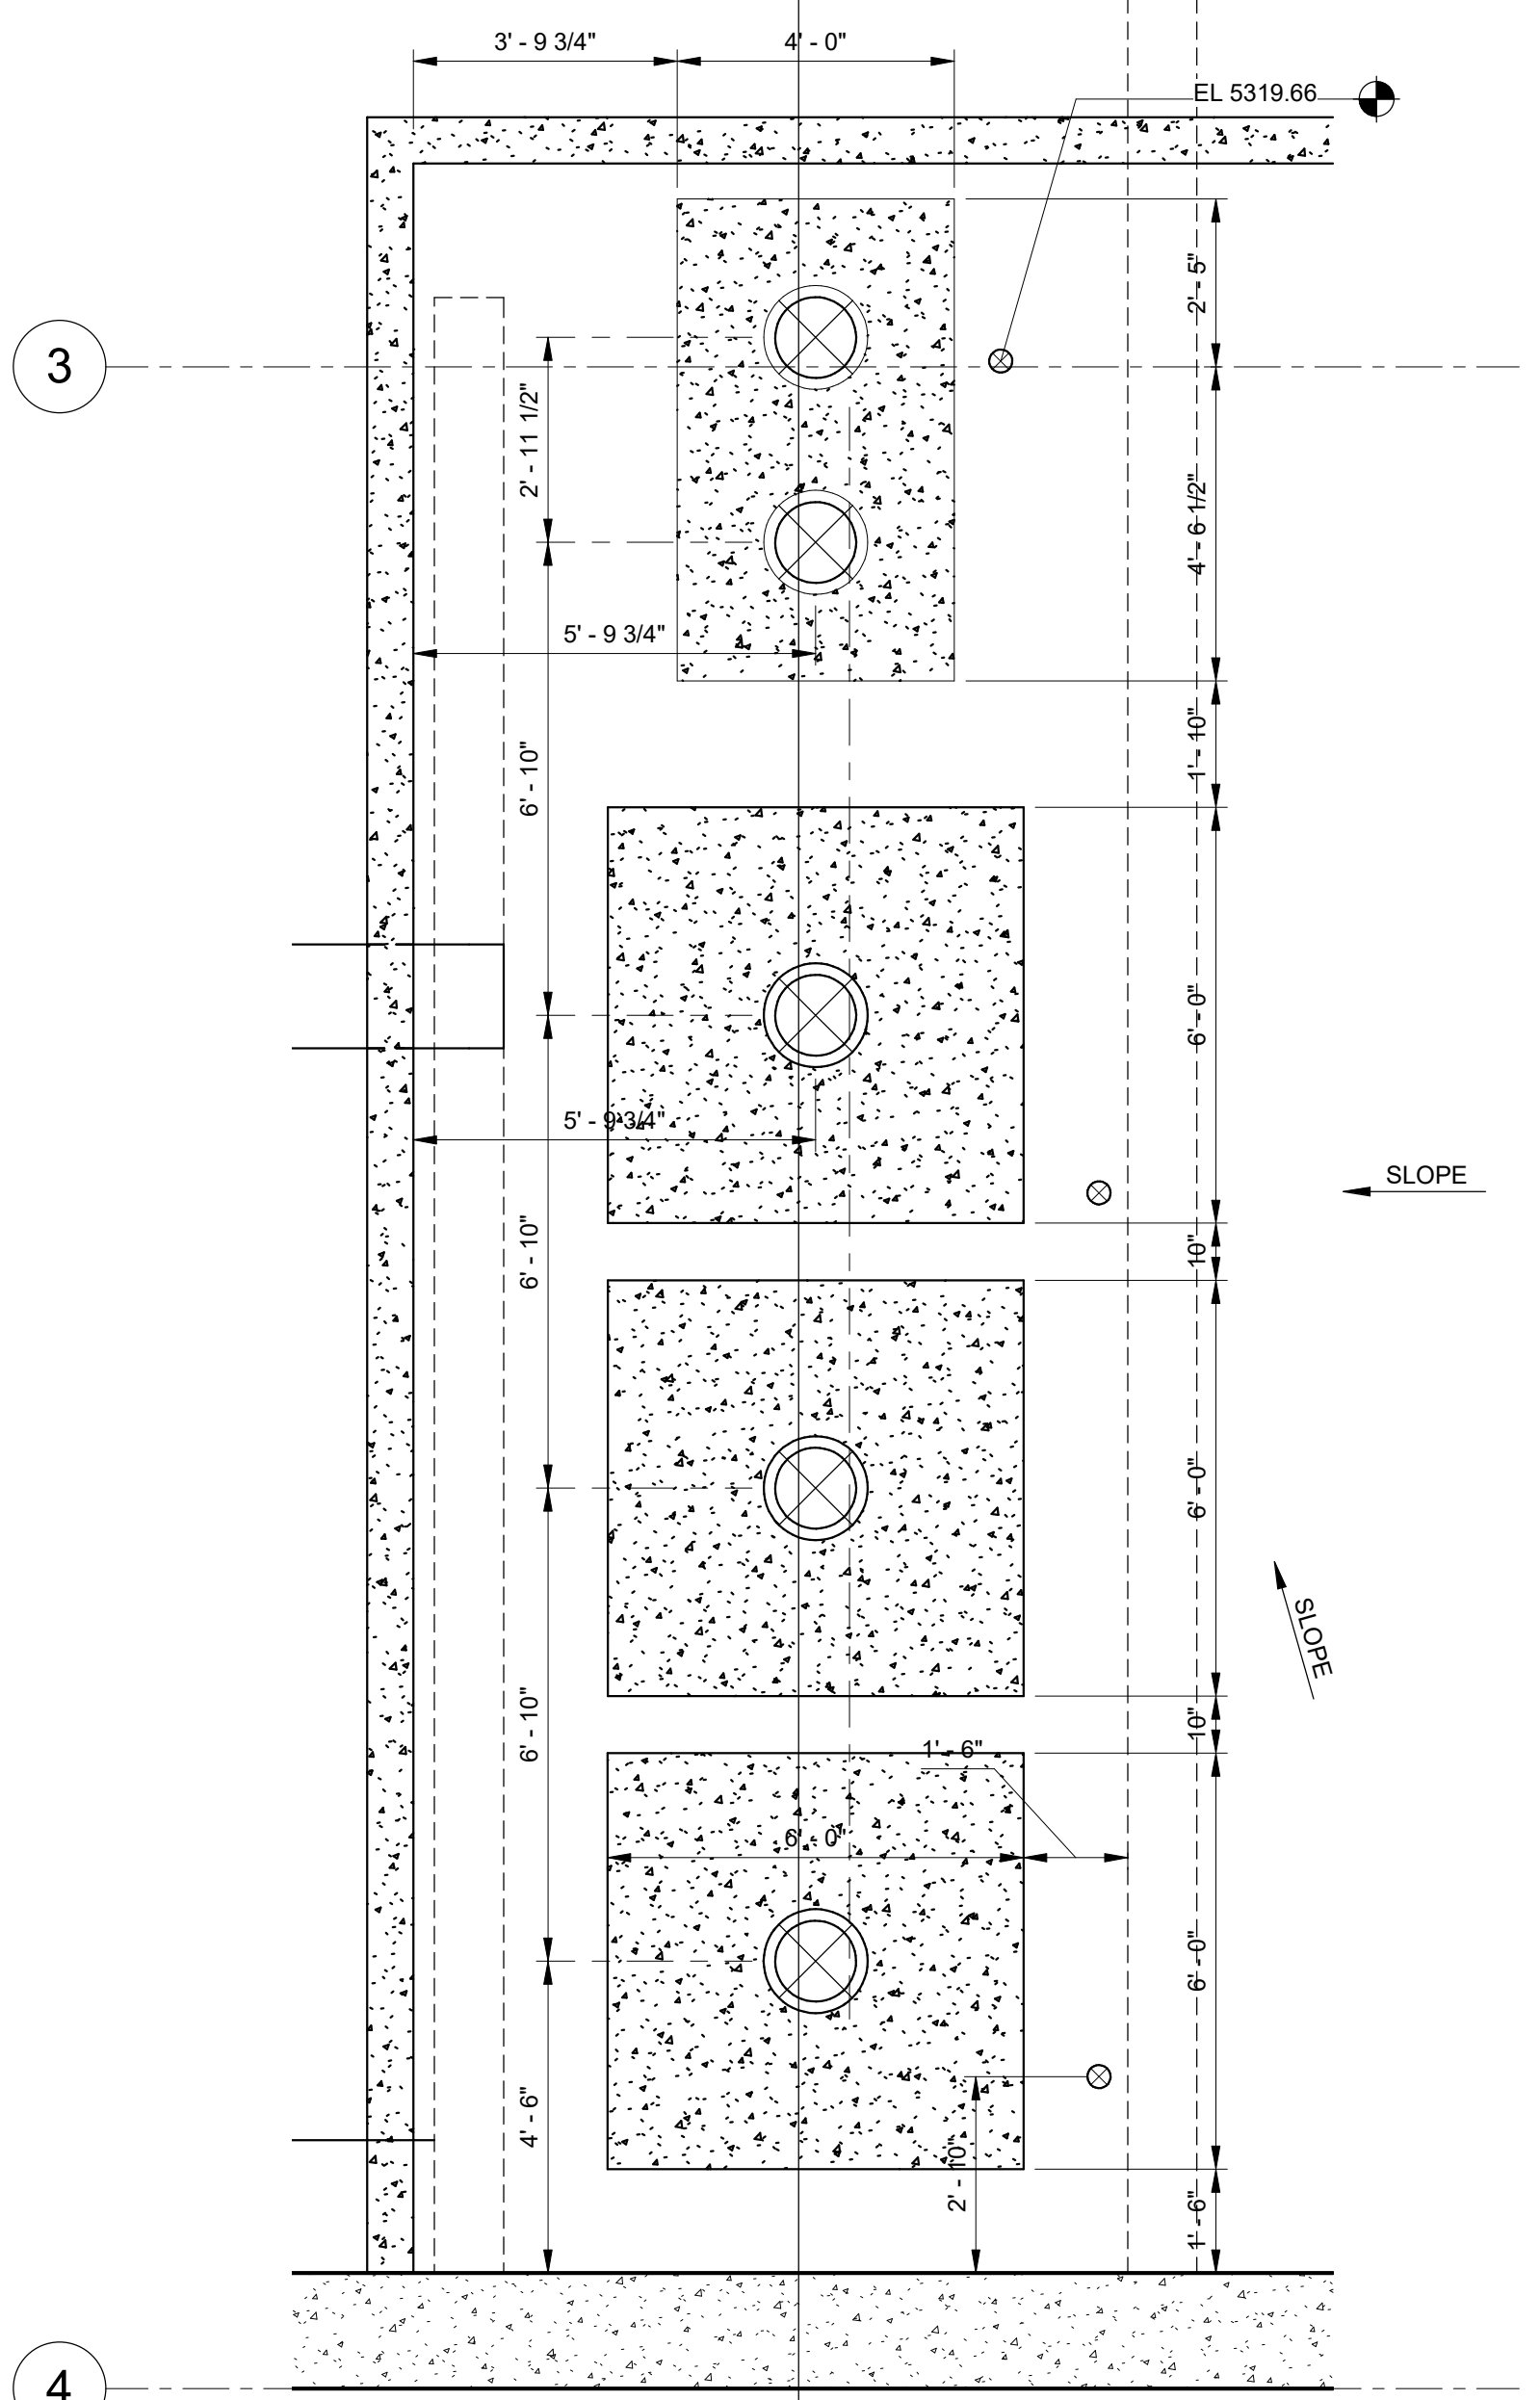 3' - 9 3/4"
4' - 0"
EL 5319.66
2' - 5"
3
2' - 11 1/2"
4' - 6 1/2"
5' - 9 3/4"
1' - 10"
6' - 10"
6' - 0"
5' - 9 3/4"
SLOPE
6' - 10"
10"
6' - 0"
SLOPE
6' - 10"
10"
1' - 6"
6' - 0"
6' - 0"
4' - 6"
2' - 10"
1' - 6"
4